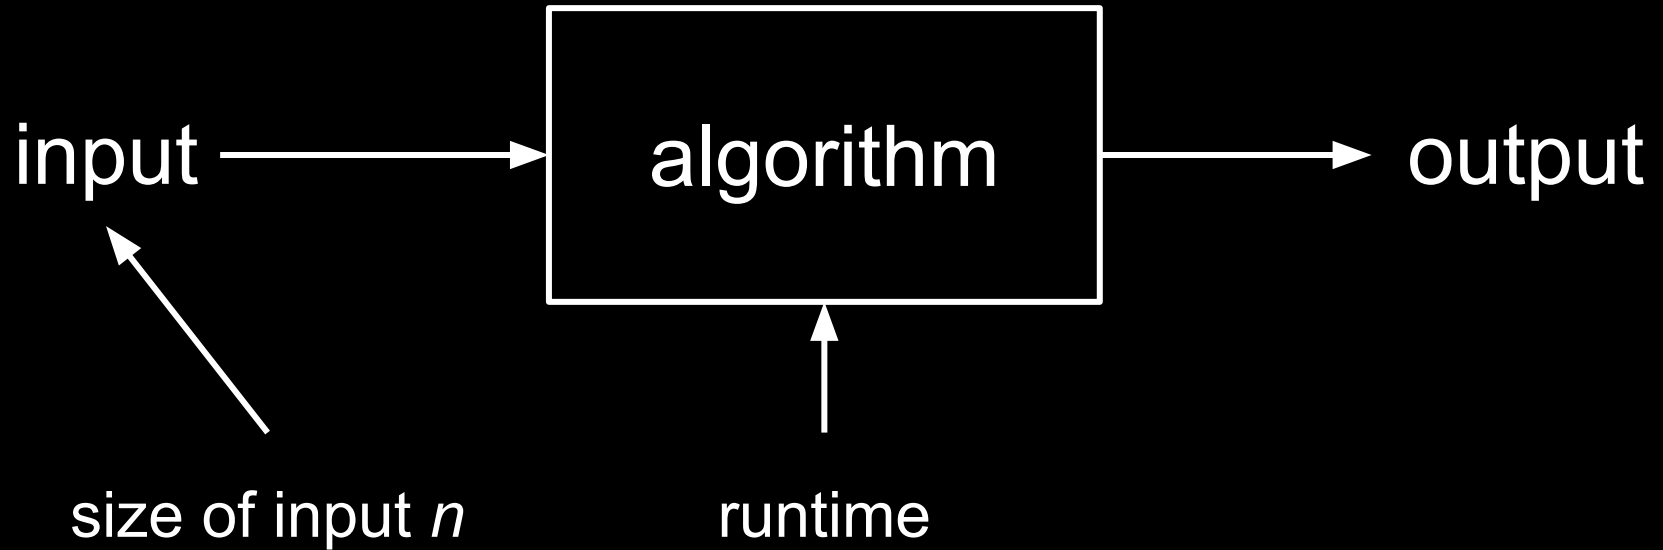 input
algorithm
output
size of input n
runtime